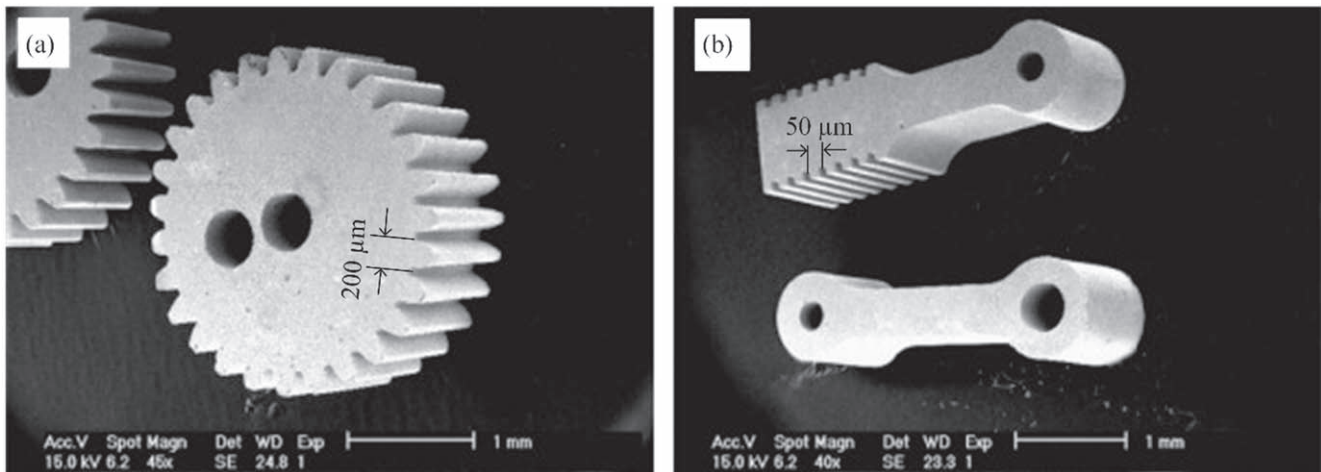 (a)
200 µm
Acc.V Spot Magn Det WD Exp 1 mm
15.0 kV 6.2 45x SE 24.8 1
(b)
50 µm
Acc.V Spot Magn Det WD Exp 1 mm
15.0 kV 6.2 40x SE 23.3 1